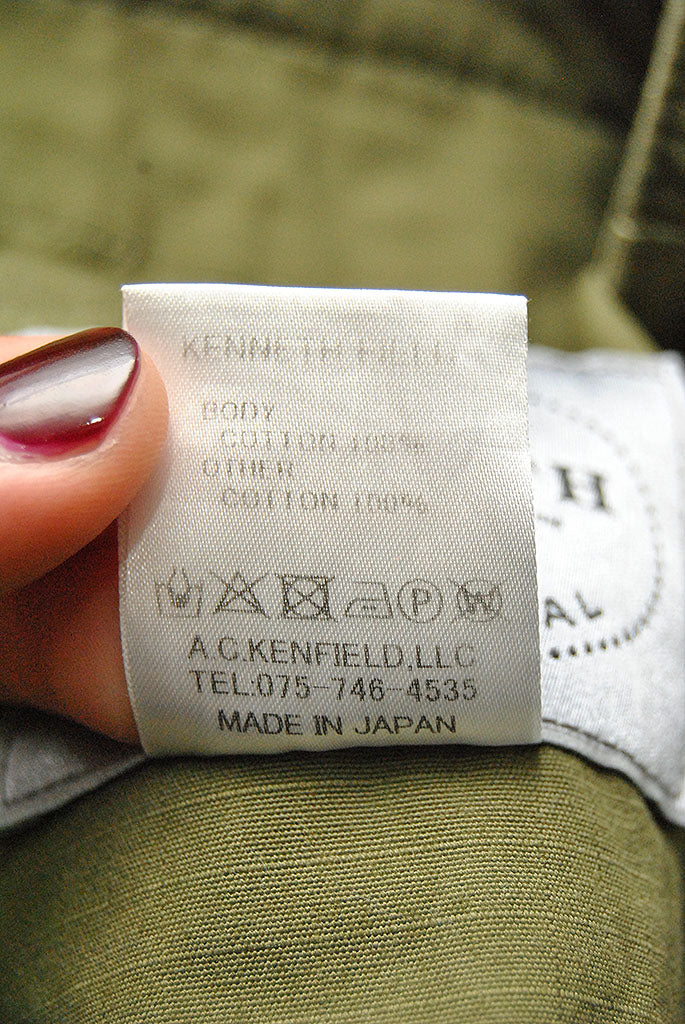 KENNETH FIELD
BODY
COTTON 100%
OTHER
COTTON 100%
P W
A.C.KENFIELD,LLC
TEL:075-746-4535
MADE IN JAPAN